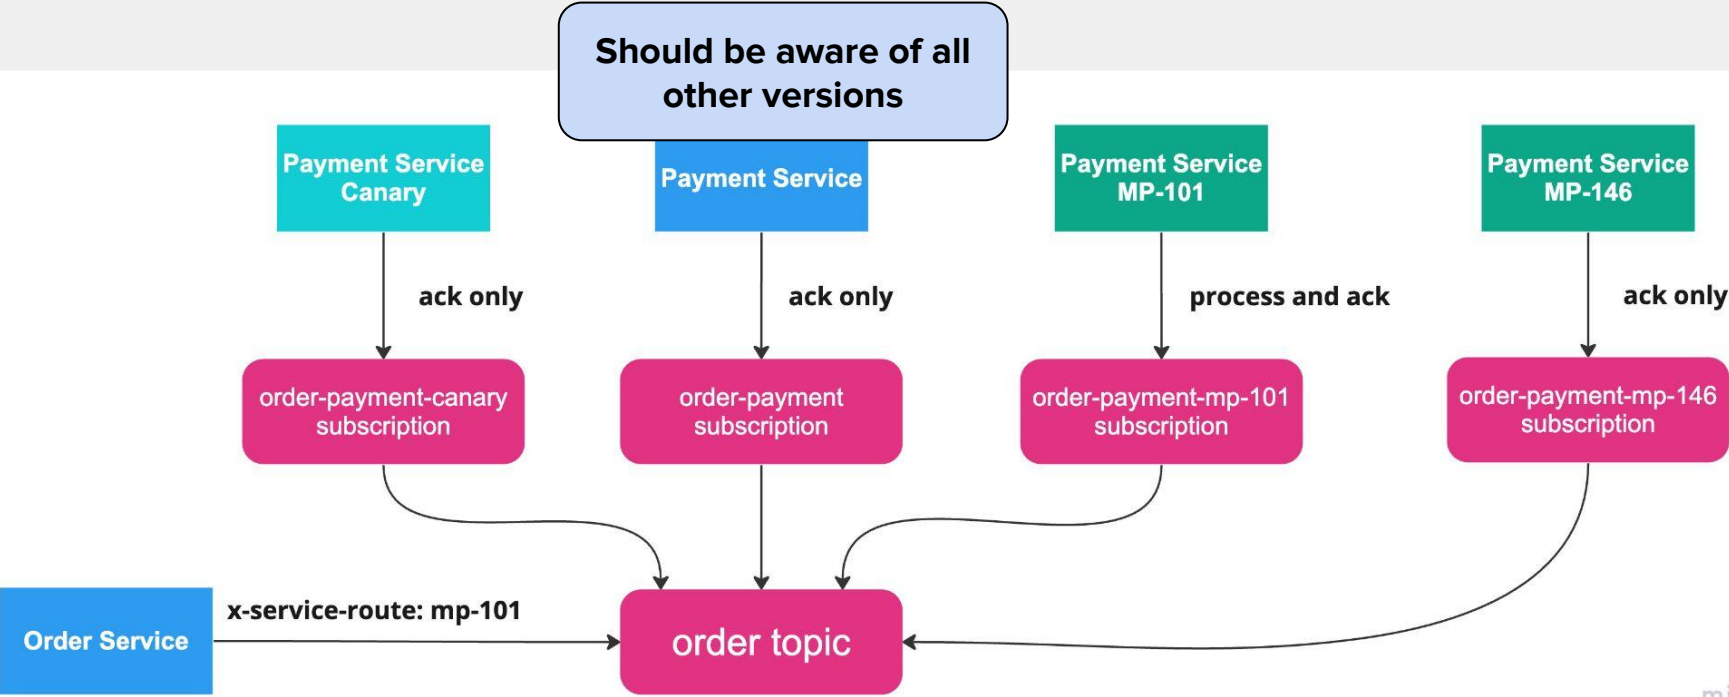 Should be aware of all
other versions
Payment Service
Canary
Payment Service
Payment Service
MP-101
Payment Service
MP-146
ack only
ack only
process and ack
ack only
order-payment-canary
subscription
order-payment
subscription
order-payment-mp-101
subscription
order-payment-mp-146
subscription
x-service-route: mp-101
Order Service
order topic